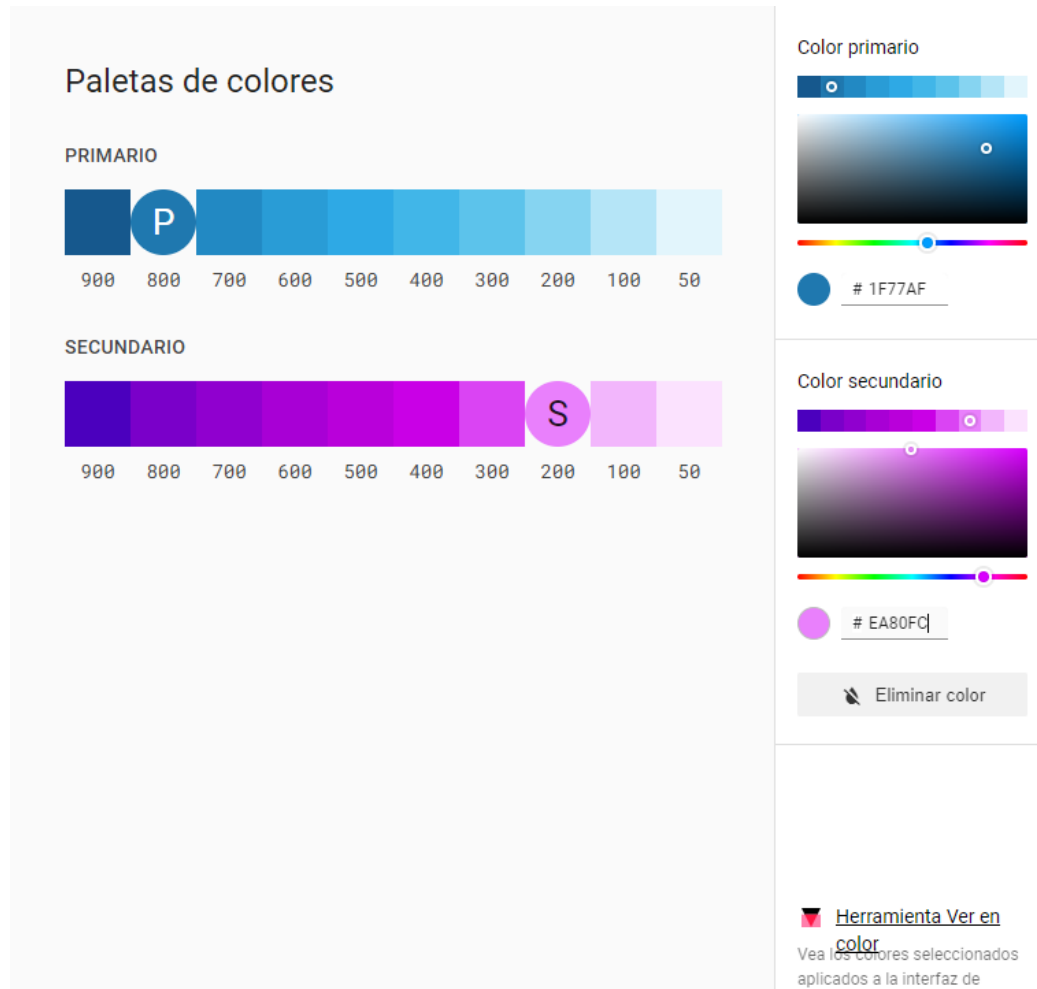 Paletas de colores
PRIMARIO
P
900 800 700 600 500 400 300 200 100 50
SECUNDARIO
S
900 800 700 600 500 400 300 200 100 50
Color primario
# 1F77AF
Color secundario
# EA80FC
Eliminar color
Herramienta Ver en
color
Vea los colores seleccionados
aplicados a la interfaz de